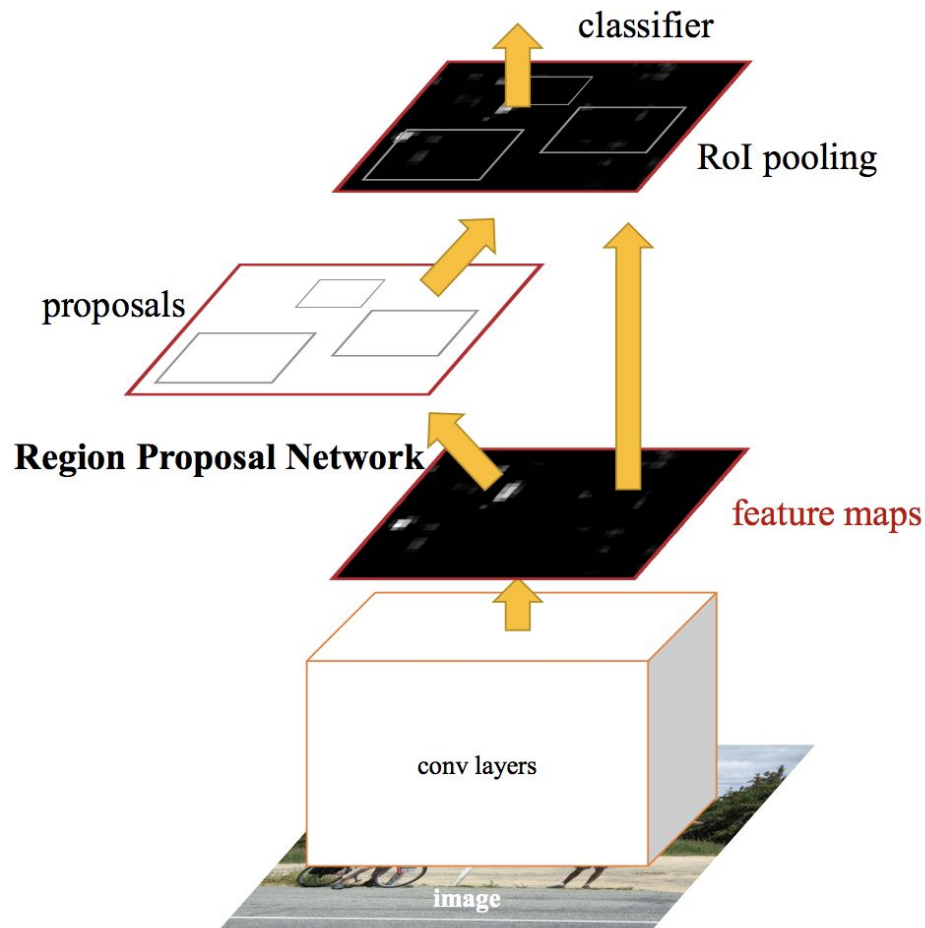 classifier
RoI pooling
proposals
Region Proposal Network
feature maps
conv layers
image